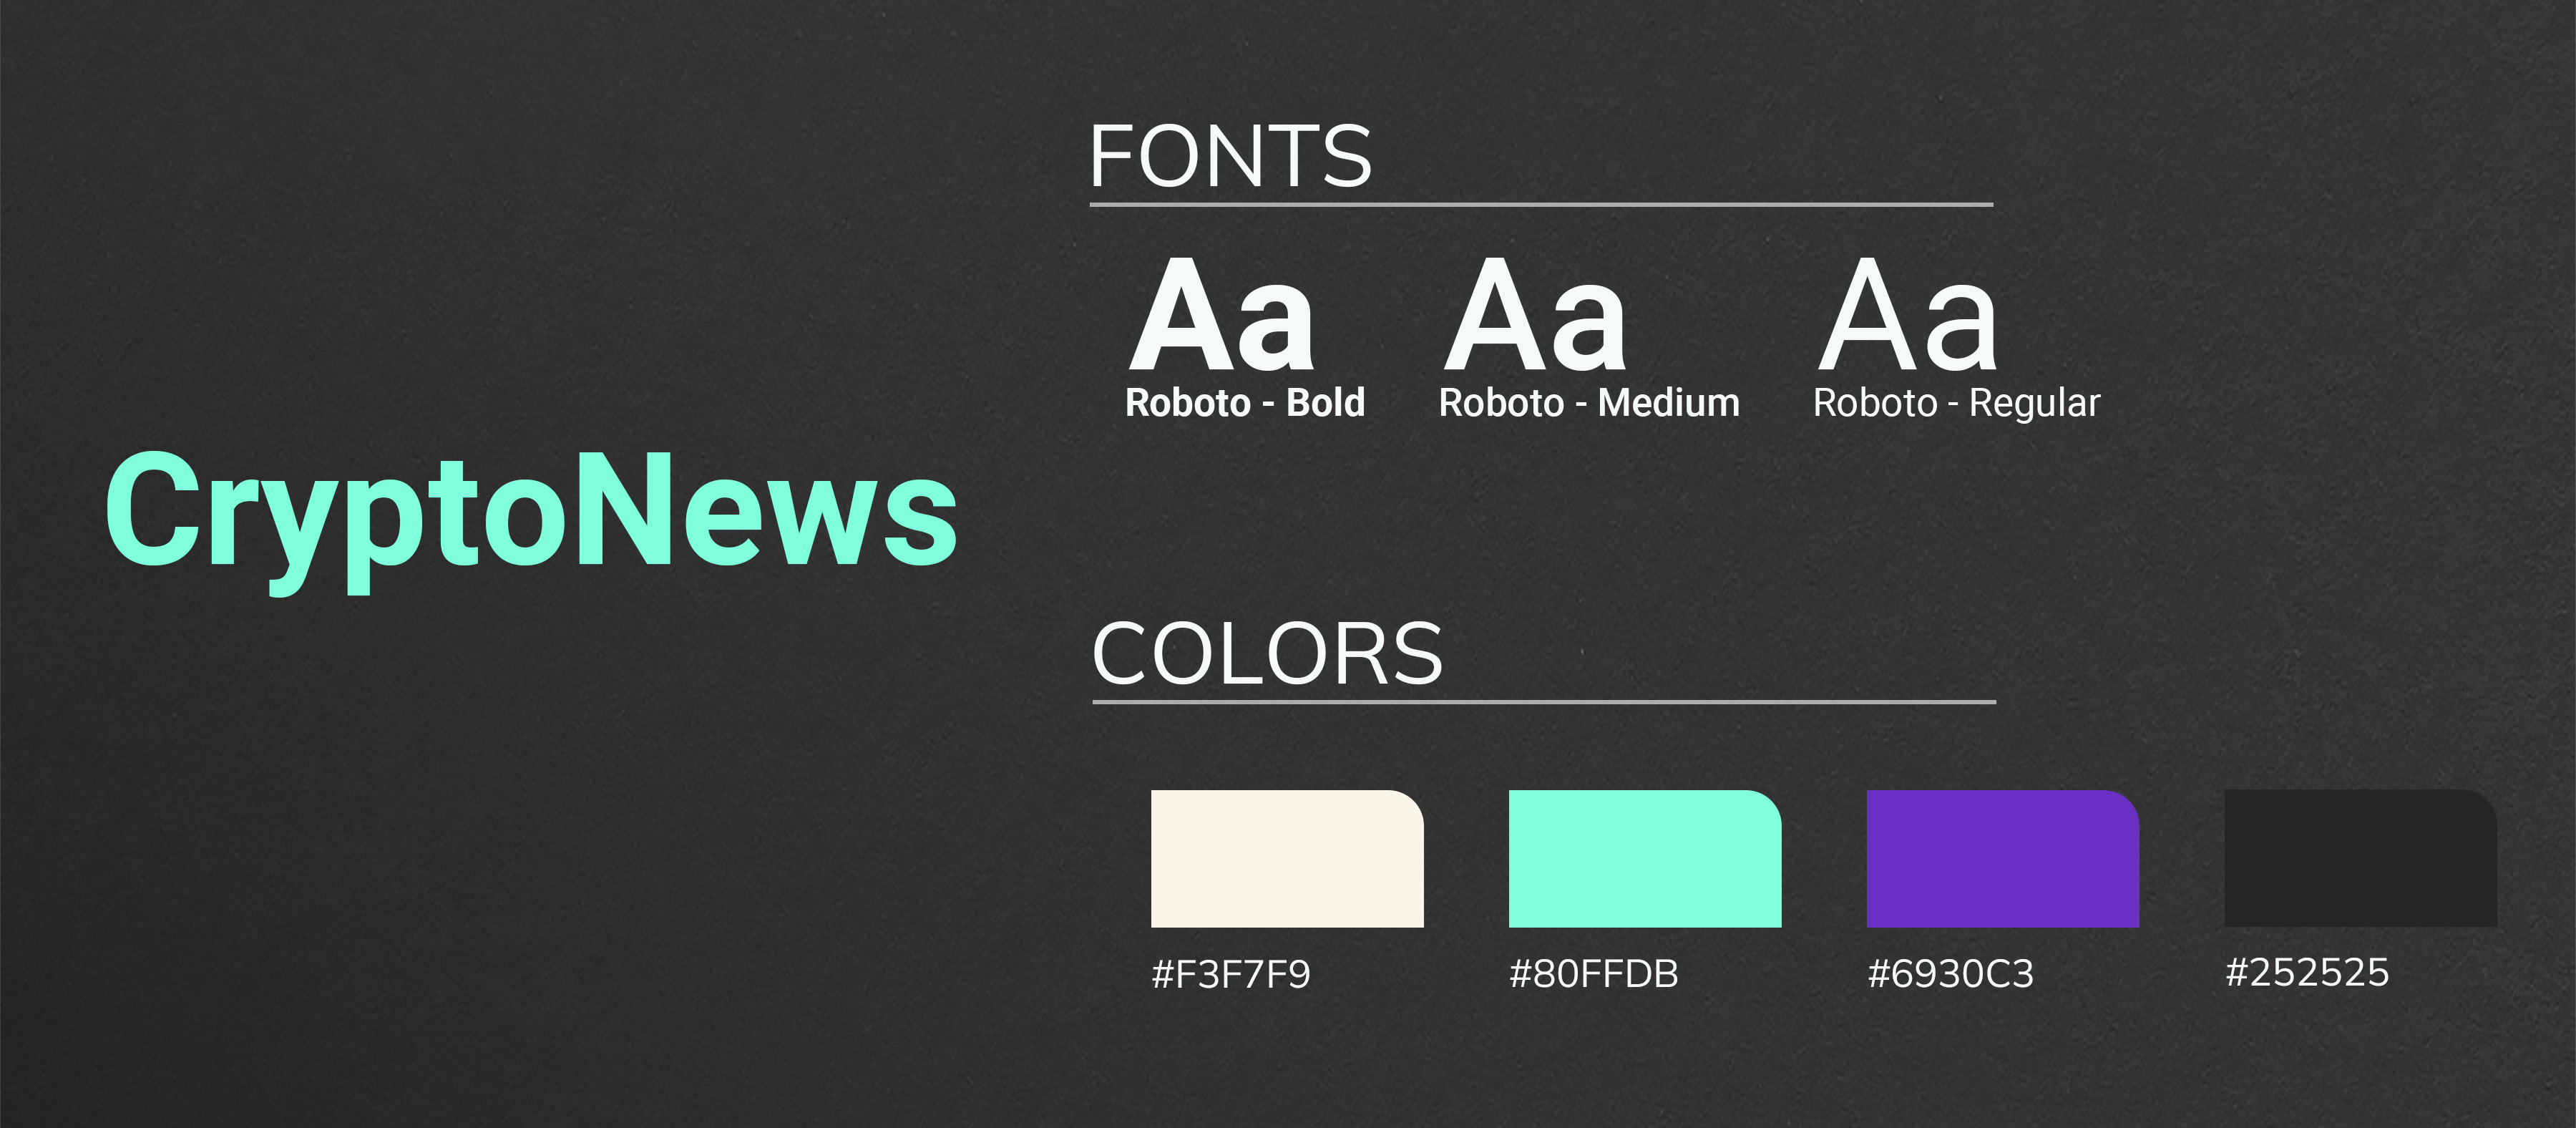 CryptoNews
FONTS
Aa Aa Aa
Roboto - Bold Roboto - Medium Roboto - Regular
COLORS
#F3F7F9 #80FFDB #6930C3 #252525